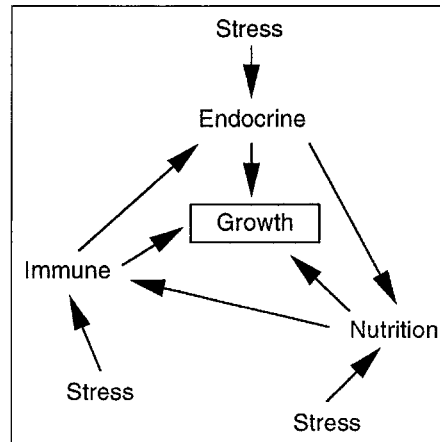 Stress
Endocrine
Growth
Immune
Nutrition
Stress
Stress